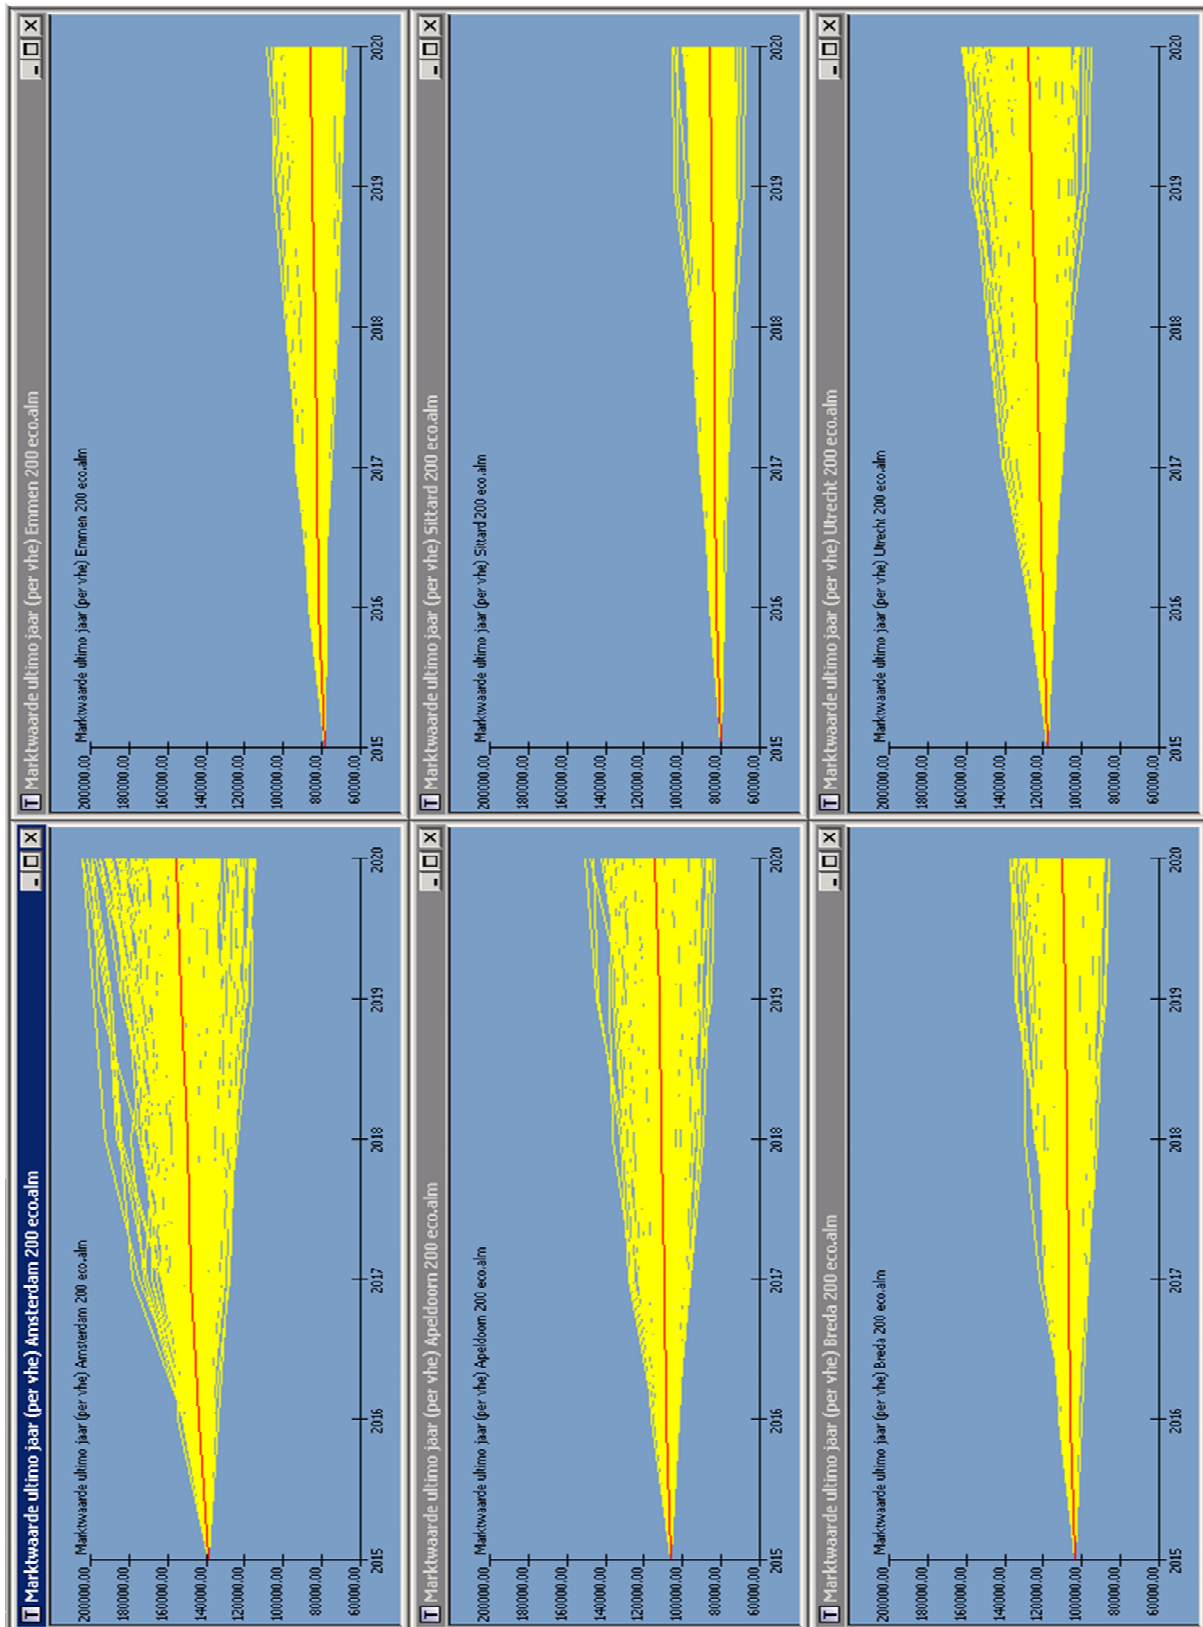 Marktwaarde ultimo jaar (per vhe) Amsterdam 200 eco.alm
Marktwaarde ultimo jaar (per vhe) Amsterdam 200 eco.alm
200000.00
180000.00
160000.00
140000.00
120000.00
100000.00
80000.00
60000.00
2015 2016 2017 2018 2019 2020
Marktwaarde ultimo jaar (per vhe) Emmen 200 eco.alm
Marktwaarde ultimo jaar (per vhe) Emmen 200 eco.alm
200000.00
180000.00
160000.00
140000.00
120000.00
100000.00
80000.00
60000.00
2015 2016 2017 2018 2019 2020
Marktwaarde ultimo jaar (per vhe) Apeldoorn 200 eco.alm
Marktwaarde ultimo jaar (per vhe) Apeldoorn 200 eco.alm
200000.00
180000.00
160000.00
140000.00
120000.00
100000.00
80000.00
60000.00
2015 2016 2017 2018 2019 2020
Marktwaarde ultimo jaar (per vhe) Sittard 200 eco.alm
Marktwaarde ultimo jaar (per vhe) Sittard 200 eco.alm
200000.00
180000.00
160000.00
140000.00
120000.00
100000.00
80000.00
60000.00
2015 2016 2017 2018 2019 2020
Marktwaarde ultimo jaar (per vhe) Breda 200 eco.alm
Marktwaarde ultimo jaar (per vhe) Breda 200 eco.alm
200000.00
180000.00
160000.00
140000.00
120000.00
100000.00
80000.00
60000.00
2015 2016 2017 2018 2019 2020
Marktwaarde ultimo jaar (per vhe) Utrecht 200 eco.alm
Marktwaarde ultimo jaar (per vhe) Utrecht 200 eco.alm
200000.00
180000.00
160000.00
140000.00
120000.00
100000.00
80000.00
60000.00
2015 2016 2017 2018 2019 2020